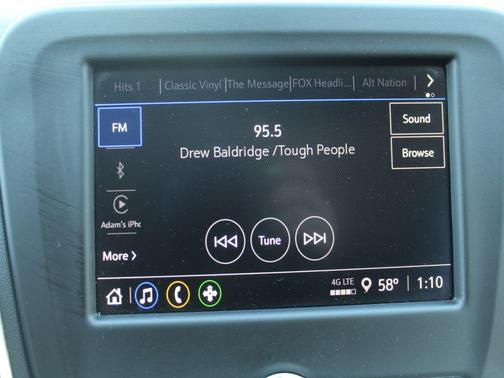 Hits 1 Classic Vinyl The Message FOX Headli... Alt Nation
FM
95.5
Sound
Drew Baldridge /Tough People
Browse
Adam's iPhc
More >
Tune
4G LTE
58° 1:10